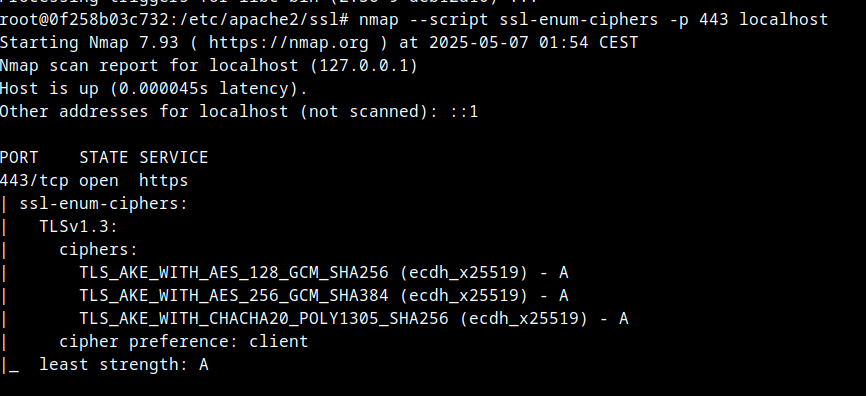 root@0f258b03c732:/etc/apache2/ssl# nmap --script ssl-enum-ciphers -p 443 localhost
Starting Nmap 7.93 ( https://nmap.org ) at 2025-05-07 01:54 CEST
Nmap scan report for localhost (127.0.0.1)
Host is up (0.000045s latency).
Other addresses for localhost (not scanned): ::1

PORT    STATE SERVICE
443/tcp open  https
| ssl-enum-ciphers:
|   TLSv1.3:
|     ciphers:
|       TLS_AKE_WITH_AES_128_GCM_SHA256 (ecdh_x25519) - A
|       TLS_AKE_WITH_AES_256_GCM_SHA384 (ecdh_x25519) - A
|       TLS_AKE_WITH_CHACHA20_POLY1305_SHA256 (ecdh_x25519) - A
|     cipher preference: client
|_  least strength: A